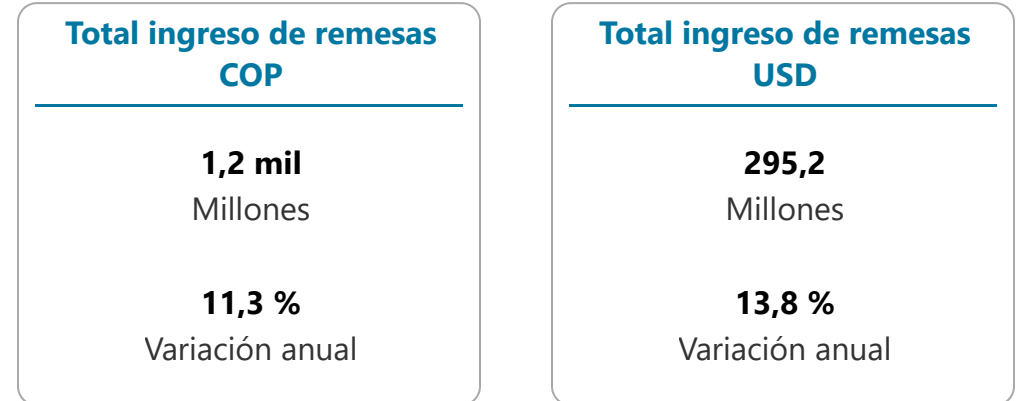 Total ingreso de remesas
COP
1,2 mil
Millones
11,3 %
Variación anual
Total ingreso de remesas
USD
295,2
Millones
13,8 %
Variación anual